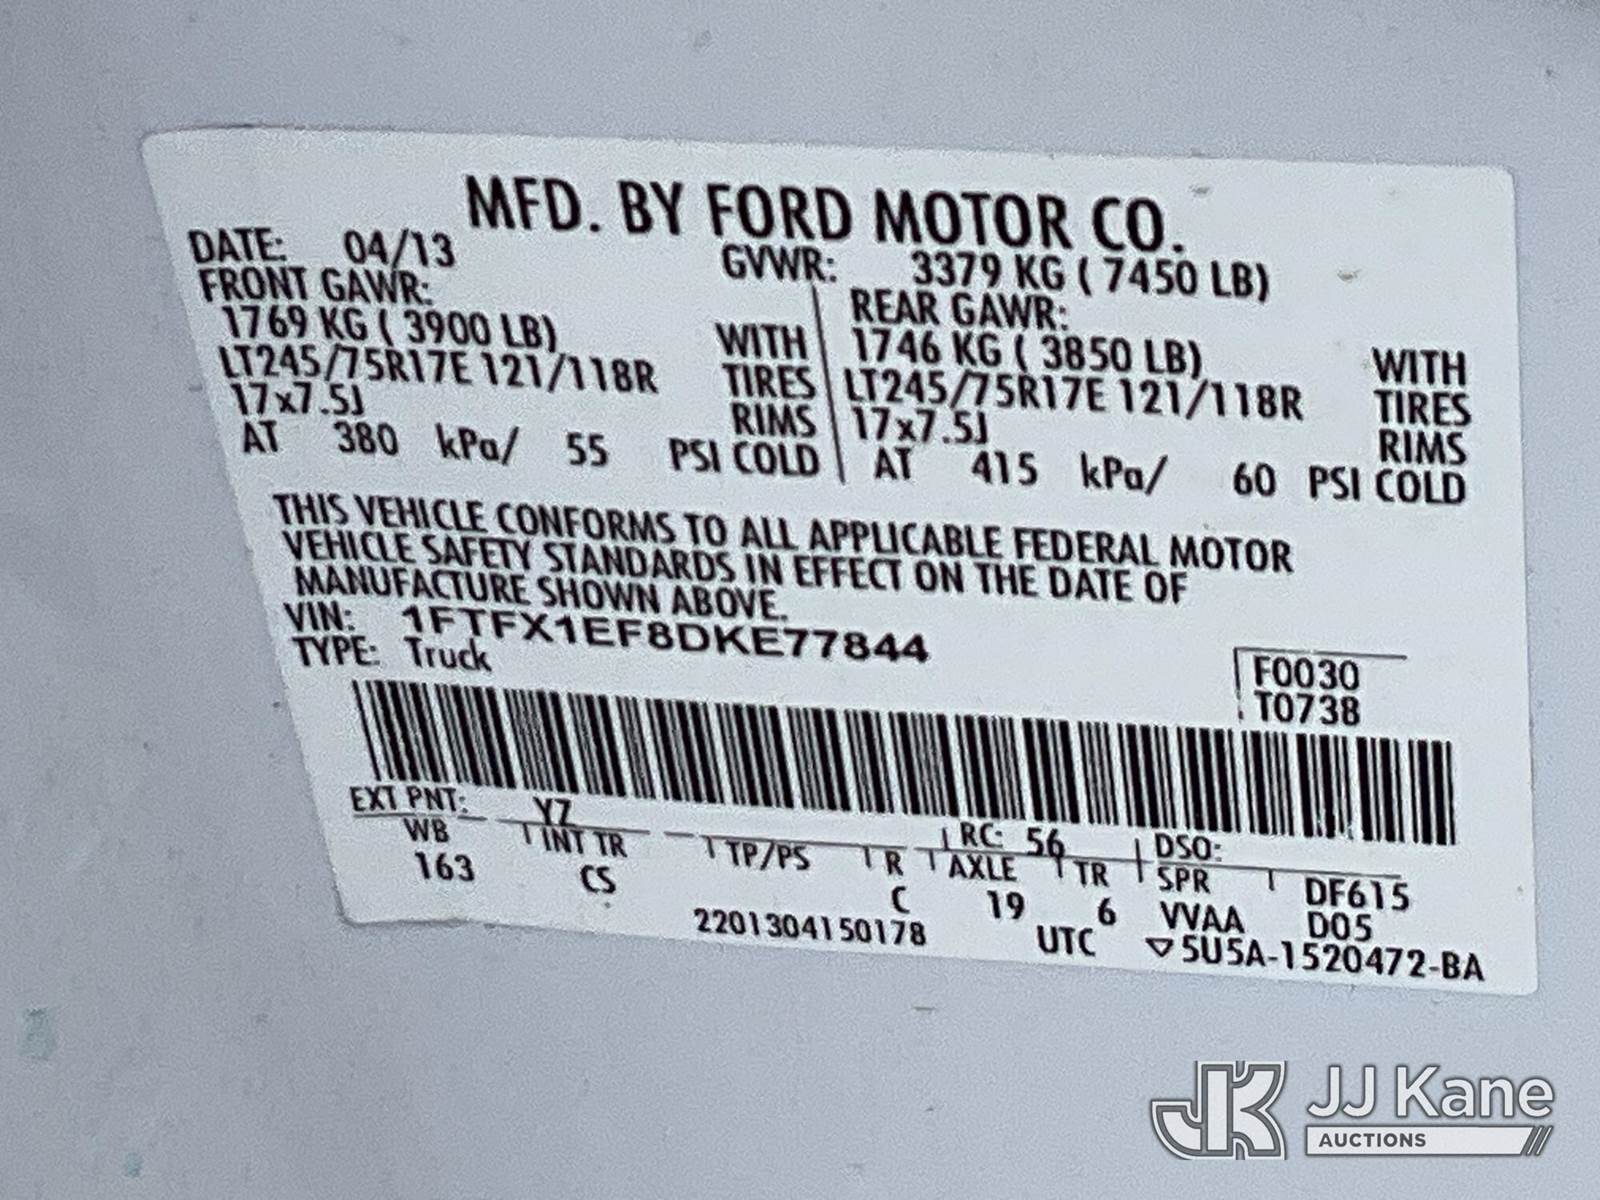 MFD. BY FORD MOTOR CO.
DATE: 04/13 GVWR: 3379 KG ( 7450 LB)
FRONT GAWR: REAR GAWR:
1769 KG ( 3900 LB) WITH 1746 KG ( 3850 LB) WITH
LT245/75R17E 121/118R TIRES LT245/75R17E 121/118R TIRES
17x7.5J RIMS 17x7.5J RIMS
AT 380 kPa/ 55 PSI COLD AT 415 kPa/ 60 PSI COLD
THIS VEHICLE CONFORMS TO ALL APPLICABLE FEDERAL MOTOR
VEHICLE SAFETY STANDARDS IN EFFECT ON THE DATE OF
MANUFACTURE SHOWN ABOVE.
VIN: 1FTFX1EF8DKE77844
TYPE: Truck
F0030
T0738
EXT PNT: YZ RC: 56 DSO:
WB INT TR TP/PS R AXLE TR SPR DF615
163 CS C 19 6 VVAA D05
2201304150178 UTC ▽5U5A-1520472-BA
JK JJ Kane
AUCTIONS